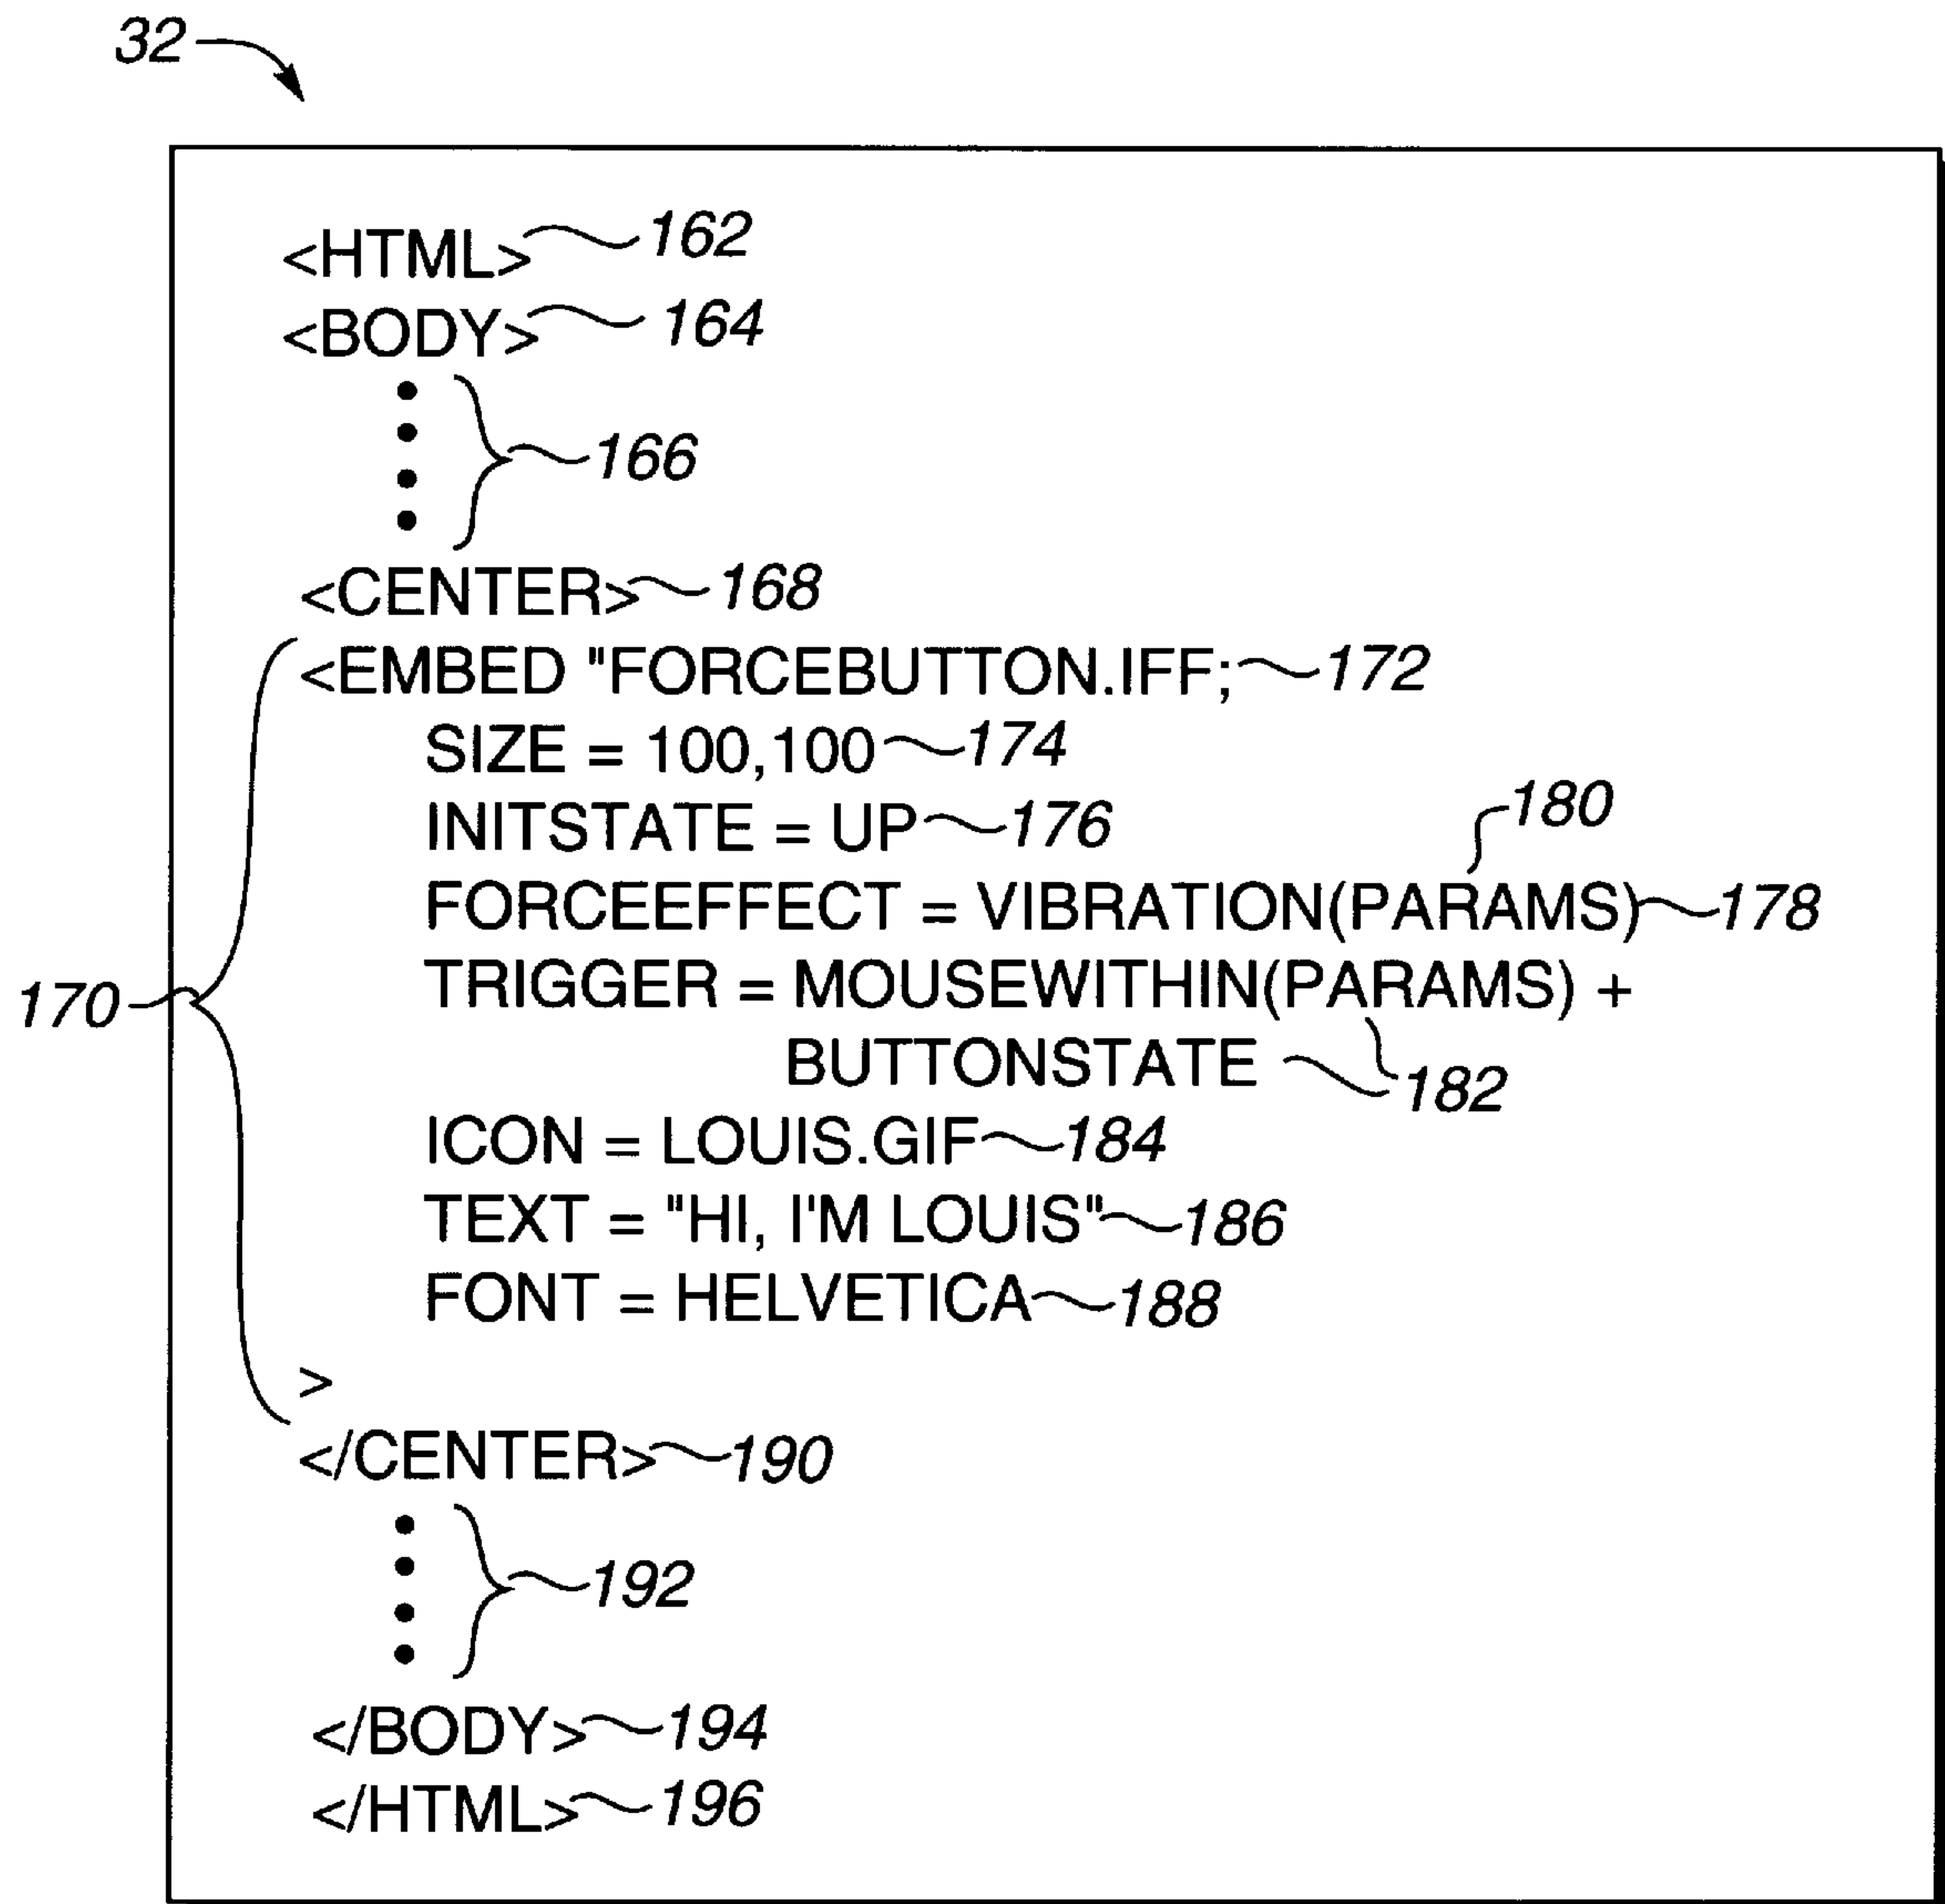 32
<HTML> 162
<BODY> 164
166
<CENTER> 168
<EMBED "FORCEBUTTON.IFF; 172
SIZE = 100,100 174
INITSTATE = UP 176
180
FORCEEFFECT = VIBRATION(PARAMS) 178
170 TRIGGER = MOUSEWITHIN(PARAMS) +
BUTTONSTATE 182
ICON = LOUIS.GIF 184
TEXT = "HI, I'M LOUIS" 186
FONT = HELVETICA 188
>
</CENTER> 190
192
</BODY> 194
</HTML> 196